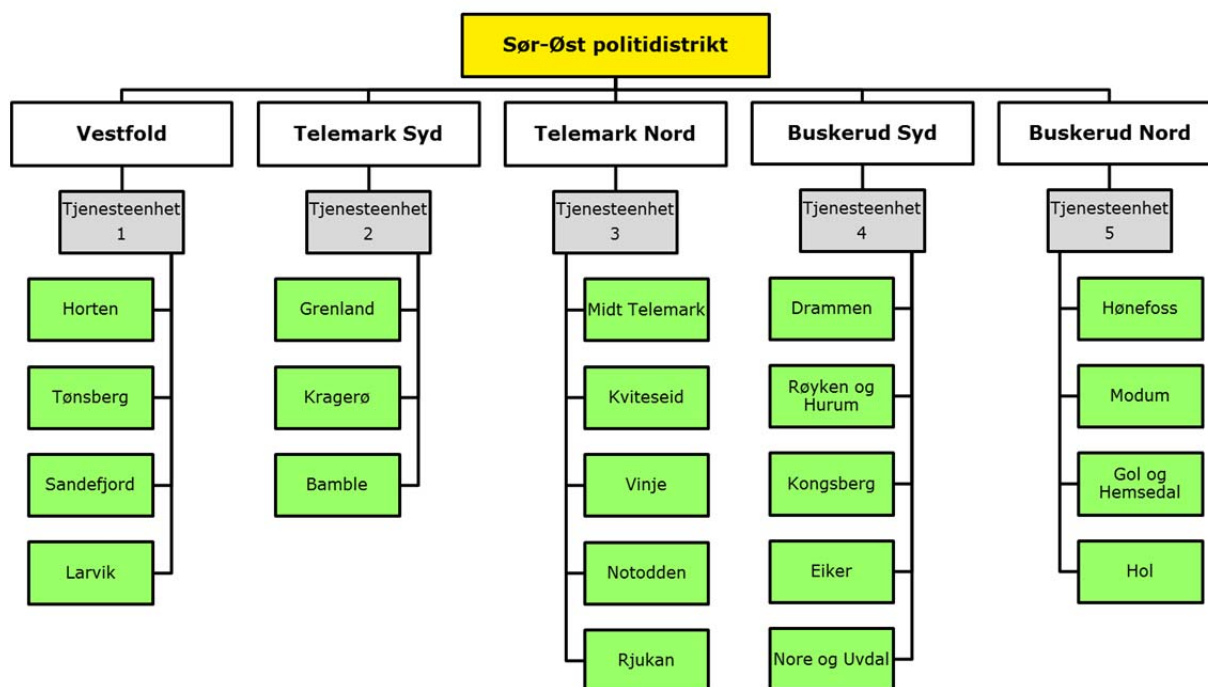 Sør-Øst politidistrikt
Vestfold
Telemark Syd
Telemark Nord
Buskerud Syd
Buskerud Nord
Tjenesteenhet
1
Tjenesteenhet
2
Tjenesteenhet
3
Tjenesteenhet
4
Tjenesteenhet
5
Horten
Tønsberg
Sandefjord
Larvik
Grenland
Kragerø
Bamble
Midt Telemark
Kviteseid
Vinje
Notodden
Rjukan
Drammen
Røyken og
Hurum
Kongsberg
Eiker
Nore og Uvdal
Hønefoss
Modum
Gol og
Hemsedal
Hol